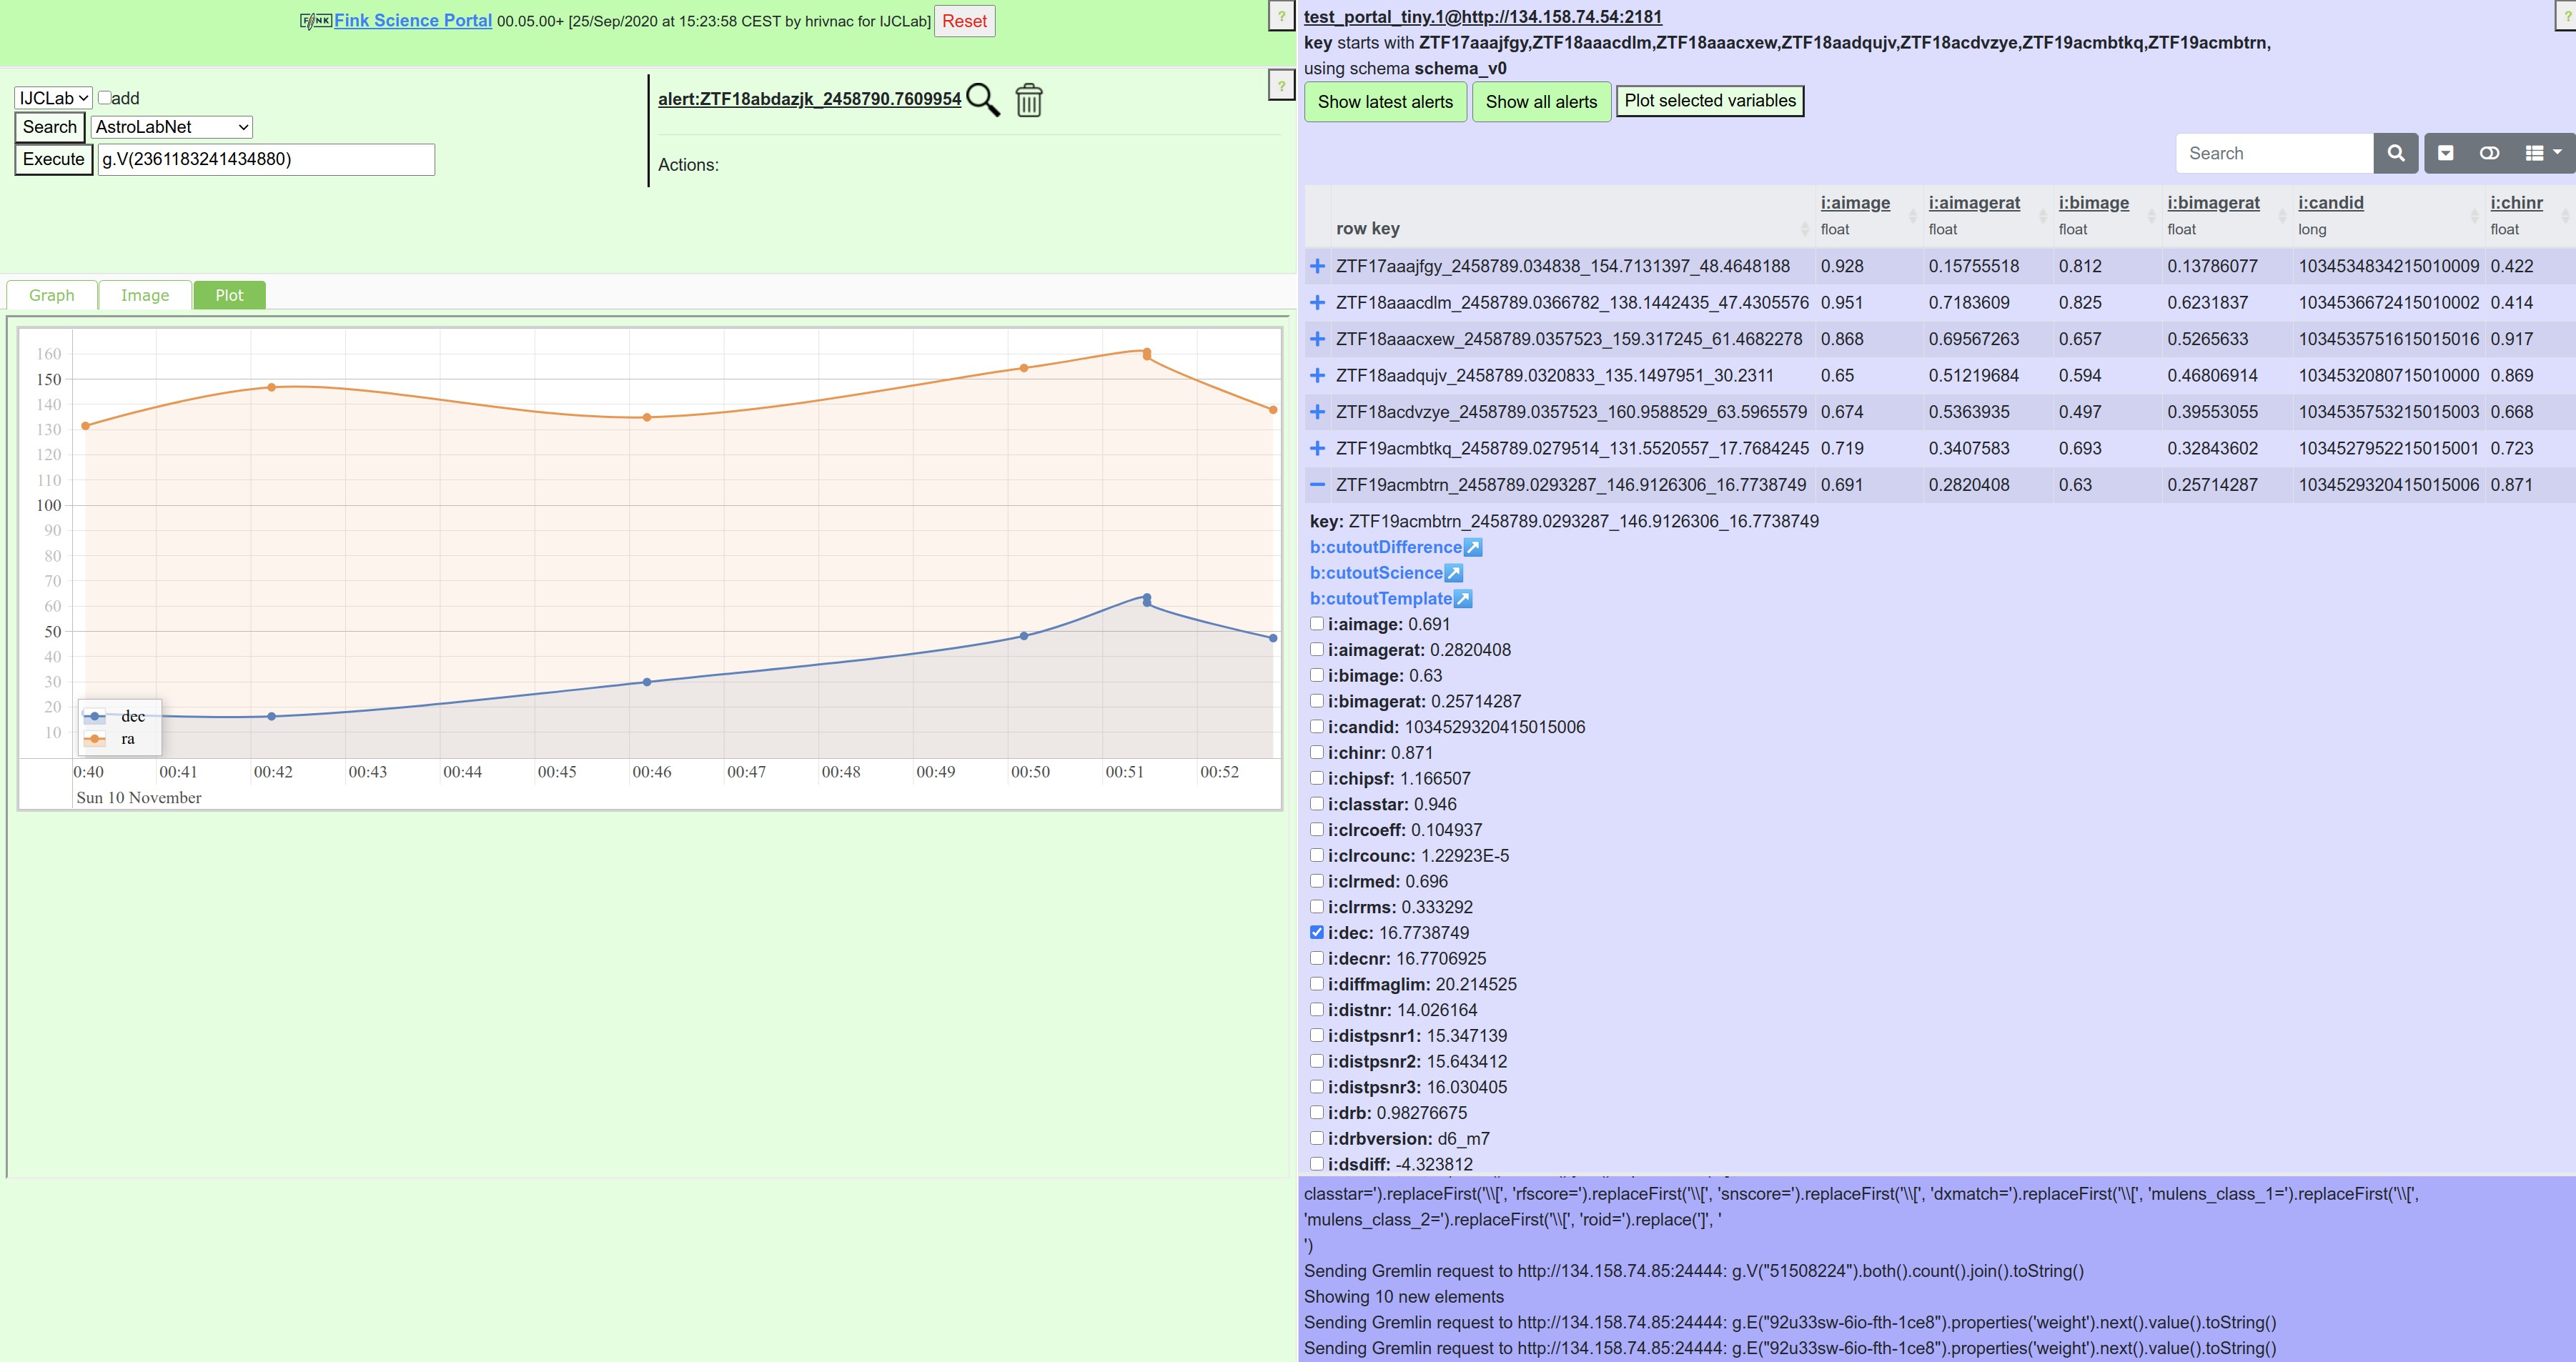 FINK Fink Science Portal 00.05.00+ [25/Sep/2020 at 15:23:58 CEST by hrivnac for IJCLab] Reset ?
?
IJCLab add
Search AstroLabNet
Execute g.V(2361183241434880)
alert:ZTF18abdazjk_2458790.7609954
Actions:
Graph Image Plot
160
150
140
130
120
110
100
90
80
70
60
50
40
30
20
10
dec
ra
0:40 00:41 00:42 00:43 00:44 00:45 00:46 00:47 00:48 00:49 00:50 00:51 00:52
Sun 10 November
test_portal_tiny.1@http://134.158.74.54:2181 ?
key starts with ZTF17aaajfgy,ZTF18aaacdlm,ZTF18aaacxew,ZTF18aadqujv,ZTF18acdvzye,ZTF19acmbtkq,ZTF19acmbtrn,
using schema schema_v0
Show latest alerts Show all alerts Plot selected variables
Search
row key i:aimage i:aimagerat i:bimage i:bimagerat i:candid i:chinr
float float float float long float
ZTF17aaajfgy_2458789.034838_154.7131397_48.4648188 0.928 0.15755518 0.812 0.13786077 1034534834215010009 0.422
ZTF18aaacdlm_2458789.0366782_138.1442435_47.4305576 0.951 0.7183609 0.825 0.6231837 1034536672415010002 0.414
ZTF18aaacxew_2458789.0357523_159.317245_61.4682278 0.868 0.69567263 0.657 0.5265633 1034535751615015016 0.917
ZTF18aadqujv_2458789.0320833_135.1497951_30.2311 0.65 0.51219684 0.594 0.46806914 1034532080715010000 0.869
ZTF18acdvzye_2458789.0357523_160.9588529_63.5965579 0.674 0.5363935 0.497 0.39553055 1034535753215015003 0.668
ZTF19acmbtkq_2458789.0279514_131.5520557_17.7684245 0.719 0.3407583 0.693 0.32843602 1034527952215015001 0.723
ZTF19acmbtrn_2458789.0293287_146.9126306_16.7738749 0.691 0.2820408 0.63 0.25714287 1034529320415015006 0.871
key: ZTF19acmbtrn_2458789.0293287_146.9126306_16.7738749
b:cutoutDifference
b:cutoutScience
b:cutoutTemplate
i:aimage: 0.691
i:aimagerat: 0.2820408
i:bimage: 0.63
i:bimagerat: 0.25714287
i:candid: 1034529320415015006
i:chinr: 0.871
i:chipsf: 1.166507
i:classtar: 0.946
i:clrcoeff: 0.104937
i:clrcounc: 1.22923E-5
i:clrmed: 0.696
i:clrrms: 0.333292
i:dec: 16.7738749
i:decnr: 16.7706925
i:diffmaglim: 20.214525
i:distnr: 14.026164
i:distpsnr1: 15.347139
i:distpsnr2: 15.643412
i:distpsnr3: 16.030405
i:drb: 0.98276675
i:drbversion: d6_m7
i:dsdiff: -4.323812
classtar=').replaceFirst('\\[', 'rfscore=').replaceFirst('\\[', 'snscore=').replaceFirst('\\[', 'dxmatch=').replaceFirst('\\[', 'mulens_class_1=').replaceFirst('\\[',
'mulens_class_2=').replaceFirst('\\[', 'roid=').replace(']', '
')
Sending Gremlin request to http://134.158.74.85:24444: g.V("51508224").both().count().join().toString()
Showing 10 new elements
Sending Gremlin request to http://134.158.74.85:24444: g.E("92u33sw-6io-fth-1ce8").properties('weight').next().value().toString()
Sending Gremlin request to http://134.158.74.85:24444: g.E("92u33sw-6io-fth-1ce8").properties('weight').next().value().toString()